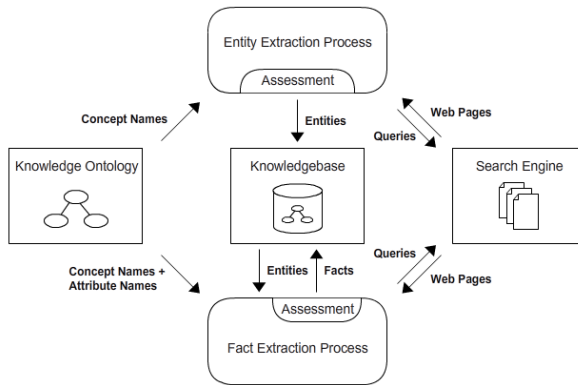 Entity Extraction Process
Assessment
Concept Names
Entities
Web Pages
Queries
Knowledge Ontology
Knowledgebase
Search Engine
Concept Names +
Attribute Names
Entities
Facts
Queries
Web Pages
Assessment
Fact Extraction Process